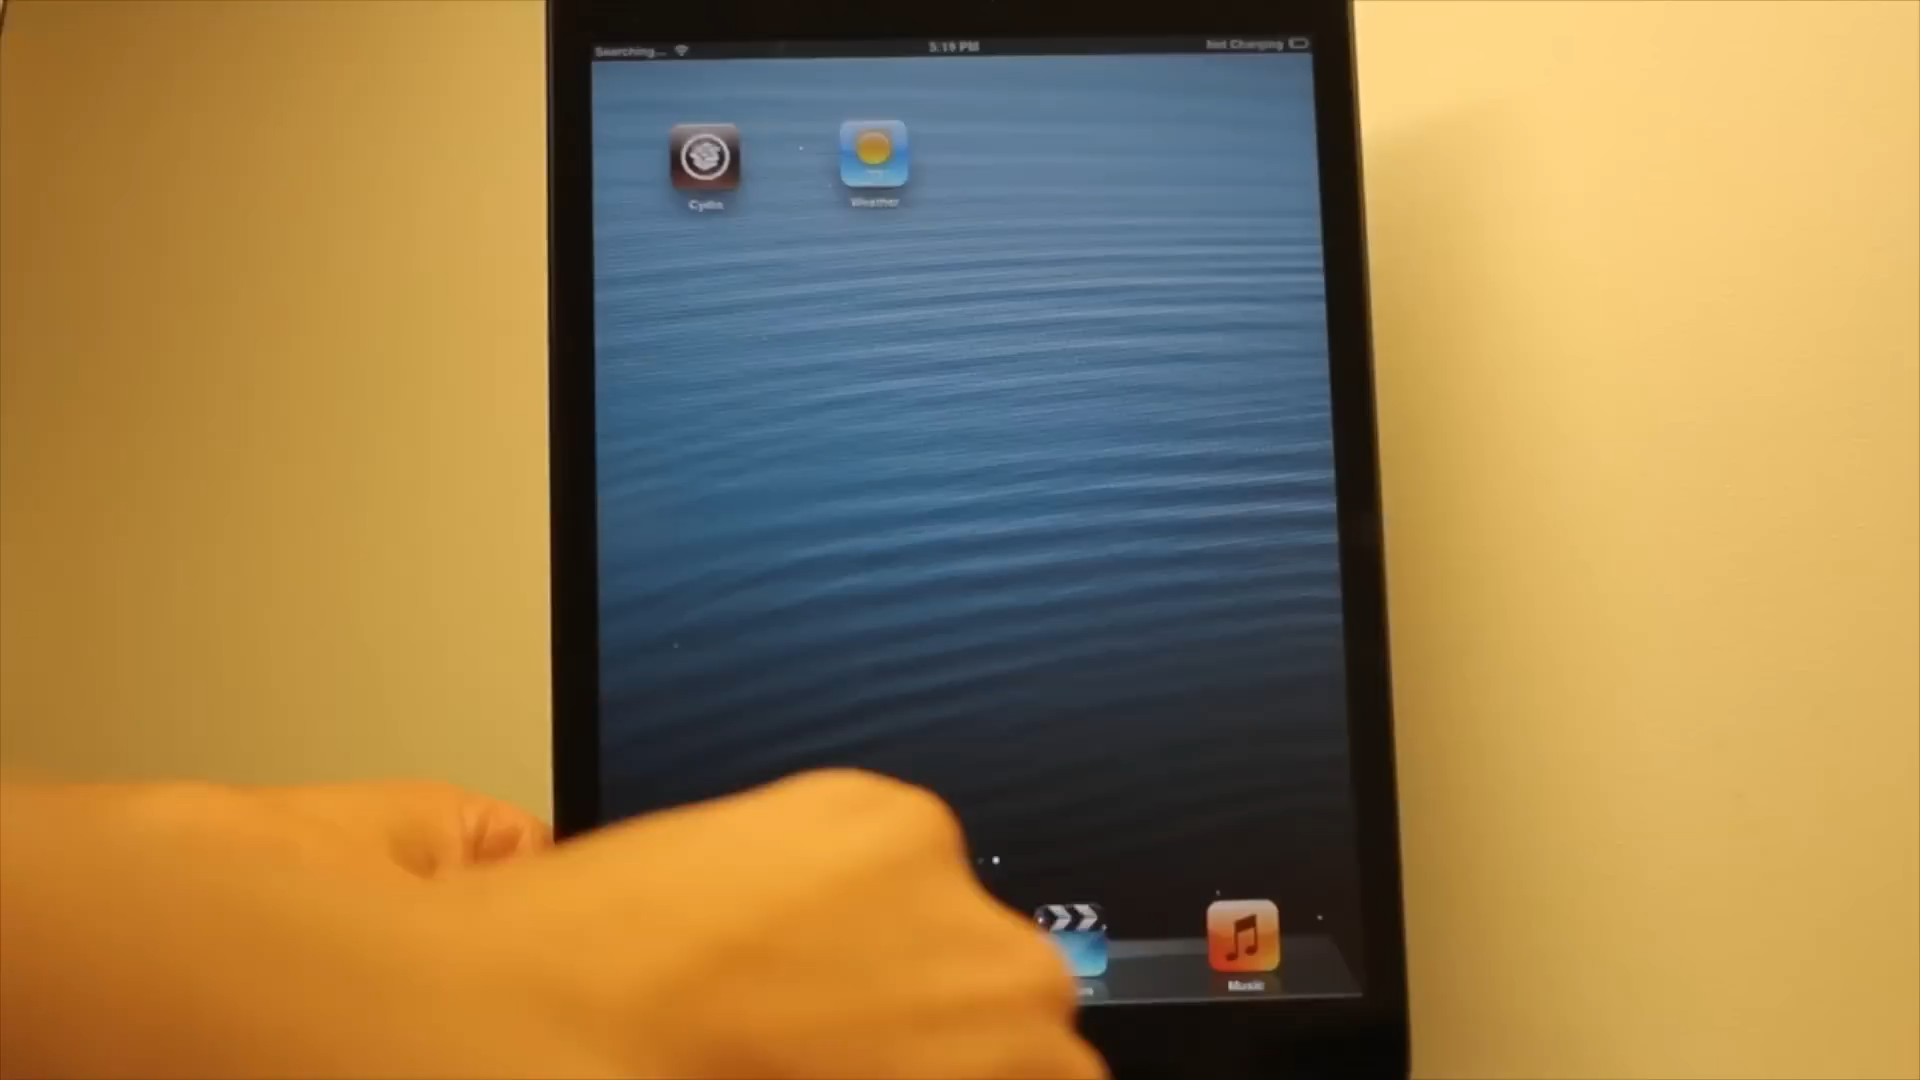 Searching...
5:19 PM
Not Charging
Cydia
Weather
Music